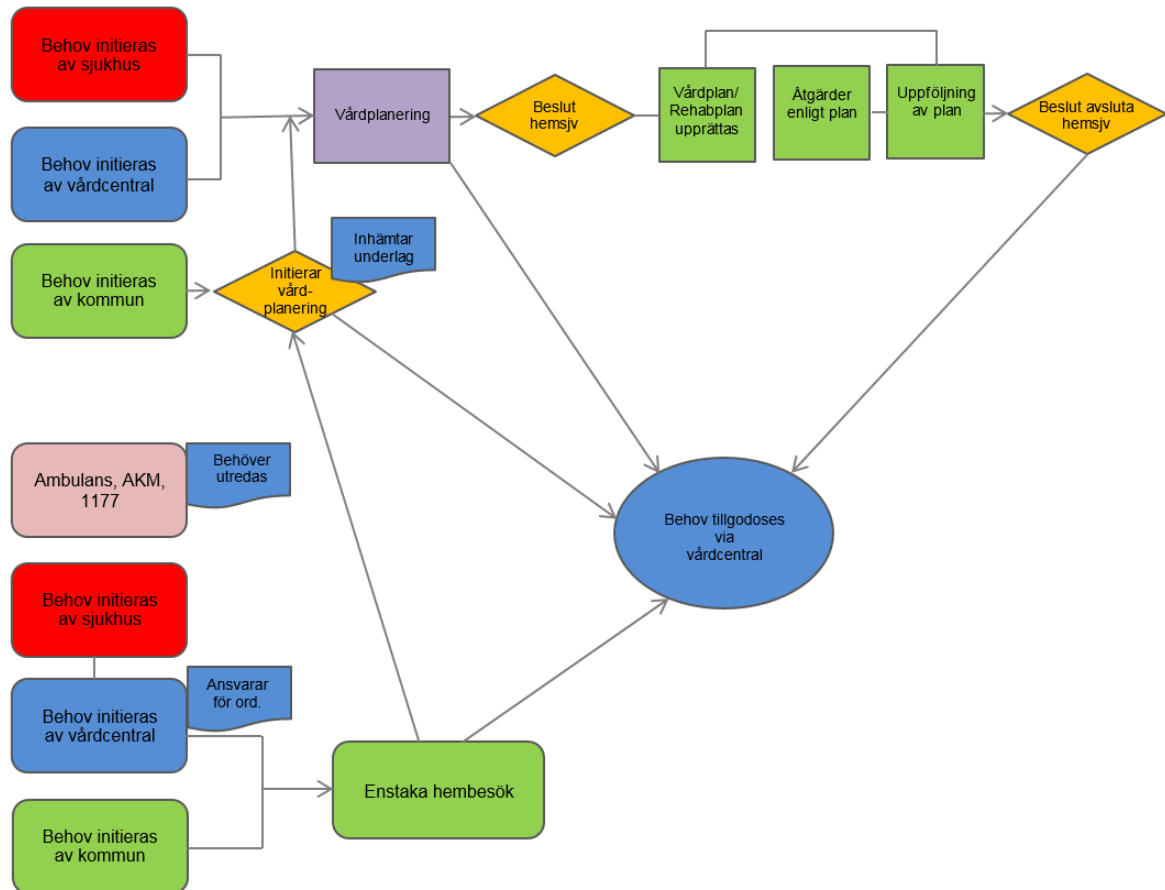 Behov initieras
av sjukhus
Behov initieras
av vårdcentral
Behov initieras
av kommun
Vårdplanering
Beslut
hemsjv
Vårdplan/
Rehabplan
upprättas
Åtgärder
enligt plan
Uppföljning
av plan
Beslut avsluta
hemsjv
Inhämtar
underlag
Initierar
vård-
planering
Ambulans, AKM,
1177
Behöver
utredas
Behov tillgodoses
via
vårdcentral
Behov initieras
av sjukhus
Behov initieras
av vårdcentral
Ansvarar
för ord.
Behov initieras
av kommun
Enstaka hembesök